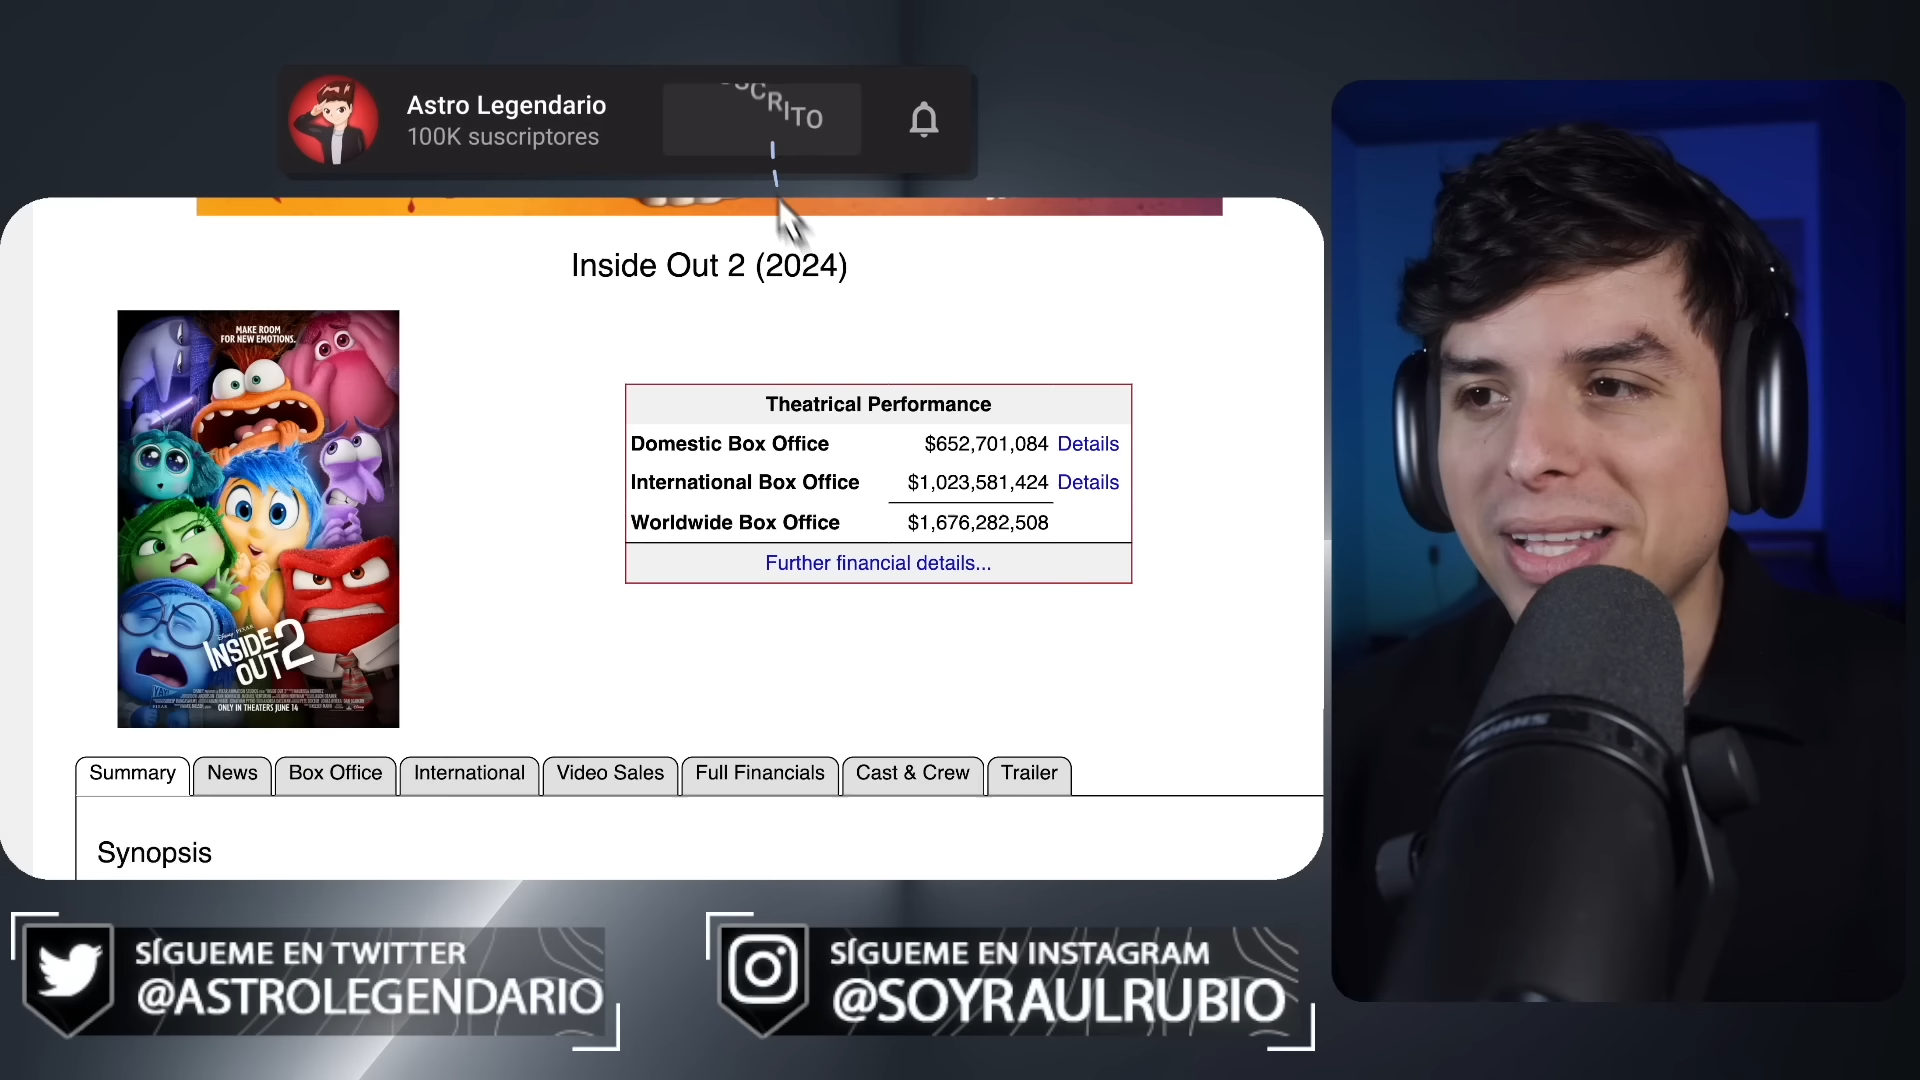 Astro Legendario
100K suscriptores
SCRITO
Inside Out 2 (2024)
MAKE ROOM
FOR NEW EMOTIONS.
Disney PIXAR
INSIDE
OUT 2
ONLY IN THEATERS JUNE 14
Theatrical Performance
Domestic Box Office $652,701,084 Details
International Box Office $1,023,581,424 Details
Worldwide Box Office $1,676,282,508
Further financial details...
Summary News Box Office International Video Sales Full Financials Cast & Crew Trailer
Synopsis
SÍGUEME EN TWITTER
@ASTROLEGENDARIO
SÍGUEME EN INSTAGRAM
@SOYRAULRUBIO